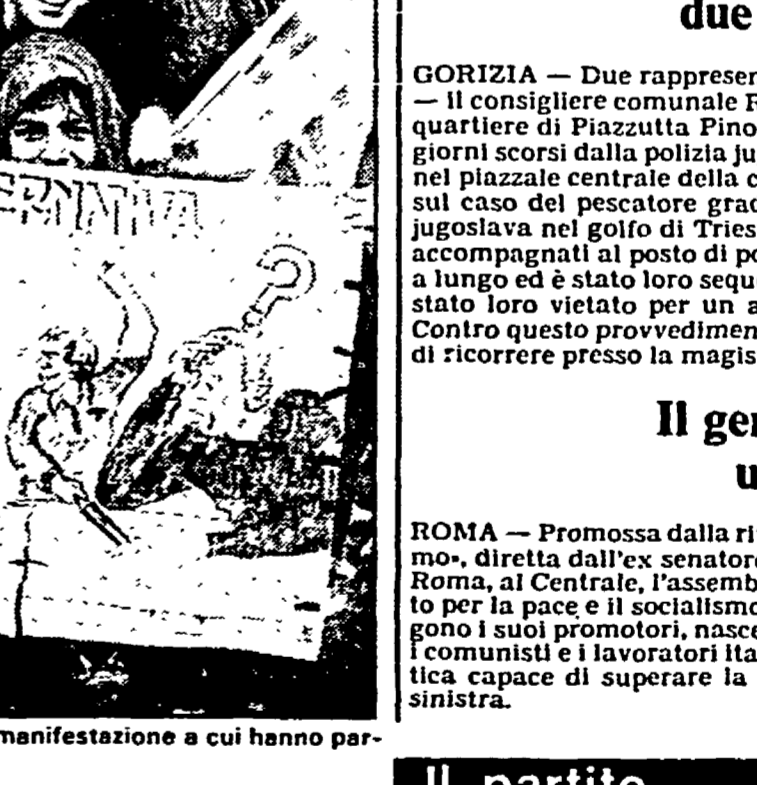 manifestazione a cui hanno par-
due
GORIZIA — Due rappreser
— il consigliere comunale
quartiere di Piazzutta Pino
giorni scorsi dalla polizia ju
nel piazzale centrale della c
sul caso del pescatore grad
jugoslava nel golfo di Tries
accompagnati al posto di po
a lungo ed è stato loro sequ
stato loro vietato per un a
Contro questo provvedimen
di ricorrere presso la magis
Il ger
u
ROMA — Promossa dalla ri
mo», diretta dall'ex senatore
Roma, al Centrale, l'assemb
to per la pace e il socialismo
gono i suoi promotori, nasce
i comunisti e i lavoratori ita
tica capace di superare la
sinistra.
Il partito